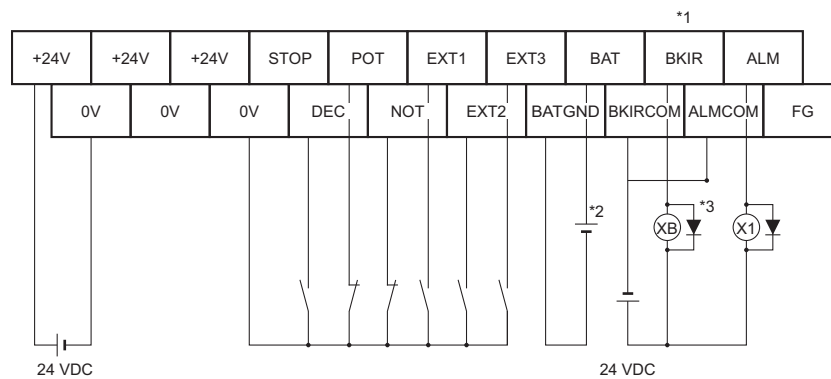 *1
+24V +24V +24V STOP POT EXT1 EXT3 BAT BKIR ALM
0V 0V 0V DEC NOT EXT2 BATGND BKIRCOM ALMCOM FG
*2 *3
XB X1
24 VDC 24 VDC